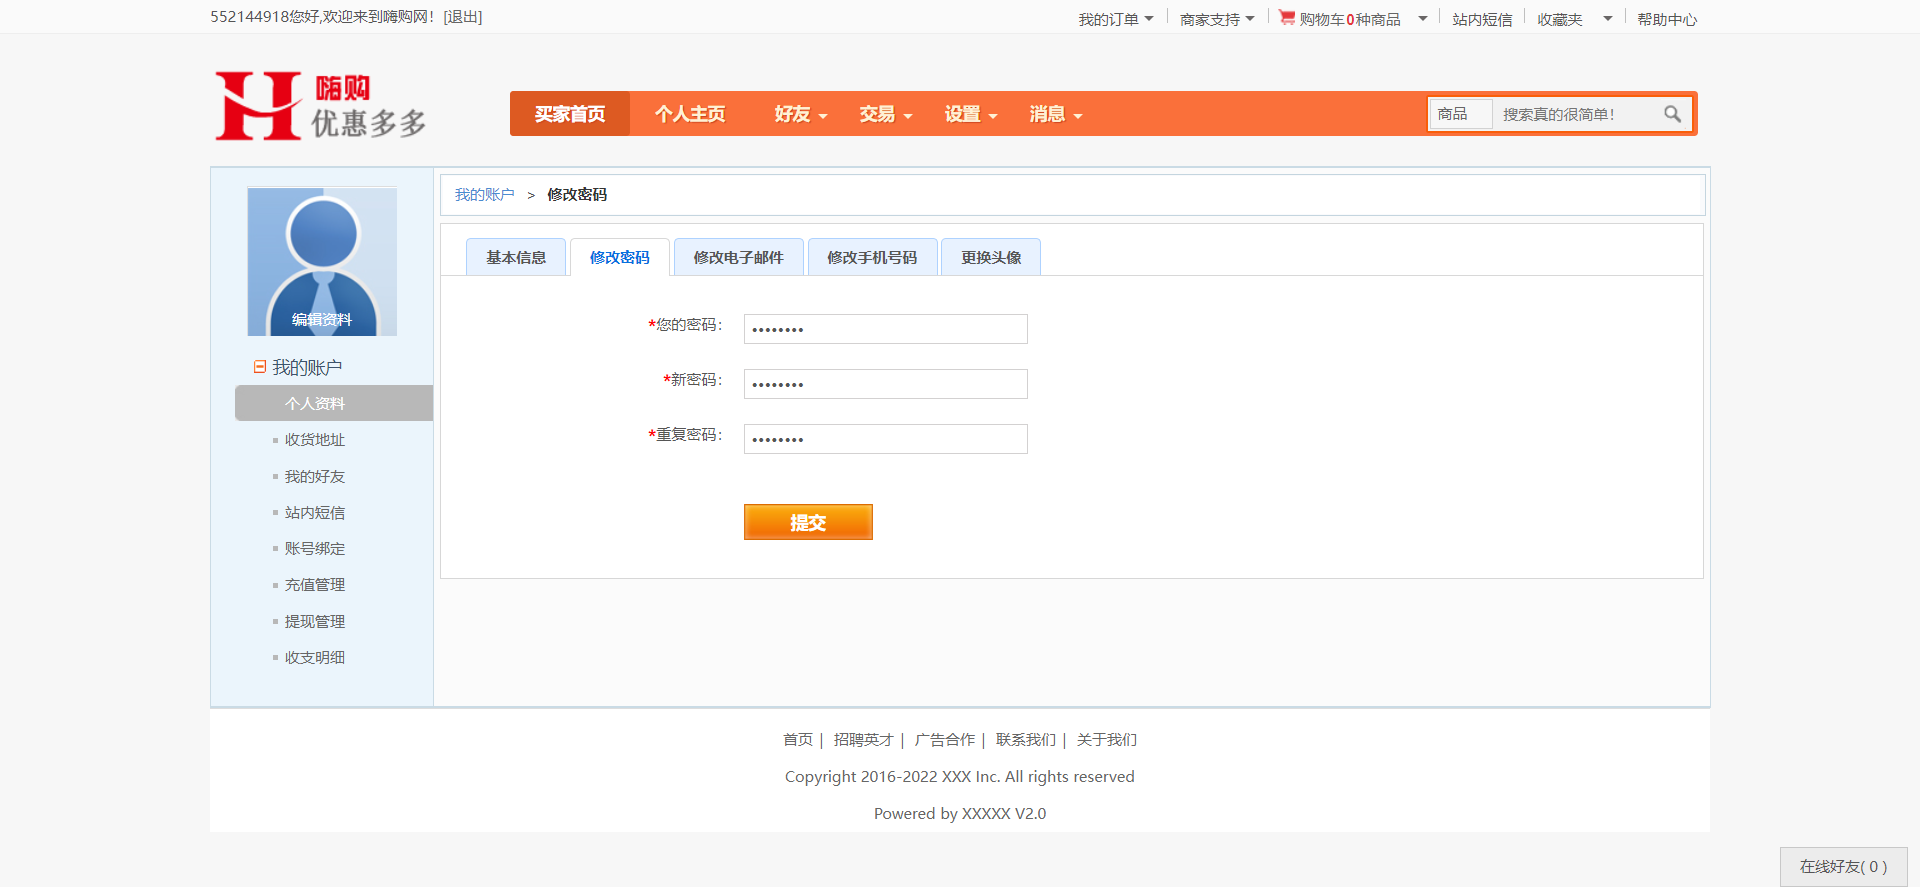 552144918您好,欢迎来到嗨购网！[退出]
我的订单 商家支持 购物车0种商品 站内短信 收藏夹 帮助中心
嗨购
优惠多多
买家首页 个人主页 好友 交易 设置 消息 商品 搜索真的很简单！
我的账户 > 修改密码
基本信息 修改密码 修改电子邮件 修改手机号码 更换头像
编辑资料
我的账户
个人资料
收货地址
我的好友
站内短信
账号绑定
充值管理
提现管理
收支明细
*您的密码： ••••••••
*新密码： ••••••••
*重复密码： ••••••••
提交
首页 | 招聘英才 | 广告合作 | 联系我们 | 关于我们
Copyright 2016-2022 XXX Inc. All rights reserved
Powered by XXXXX V2.0
在线好友( 0 )